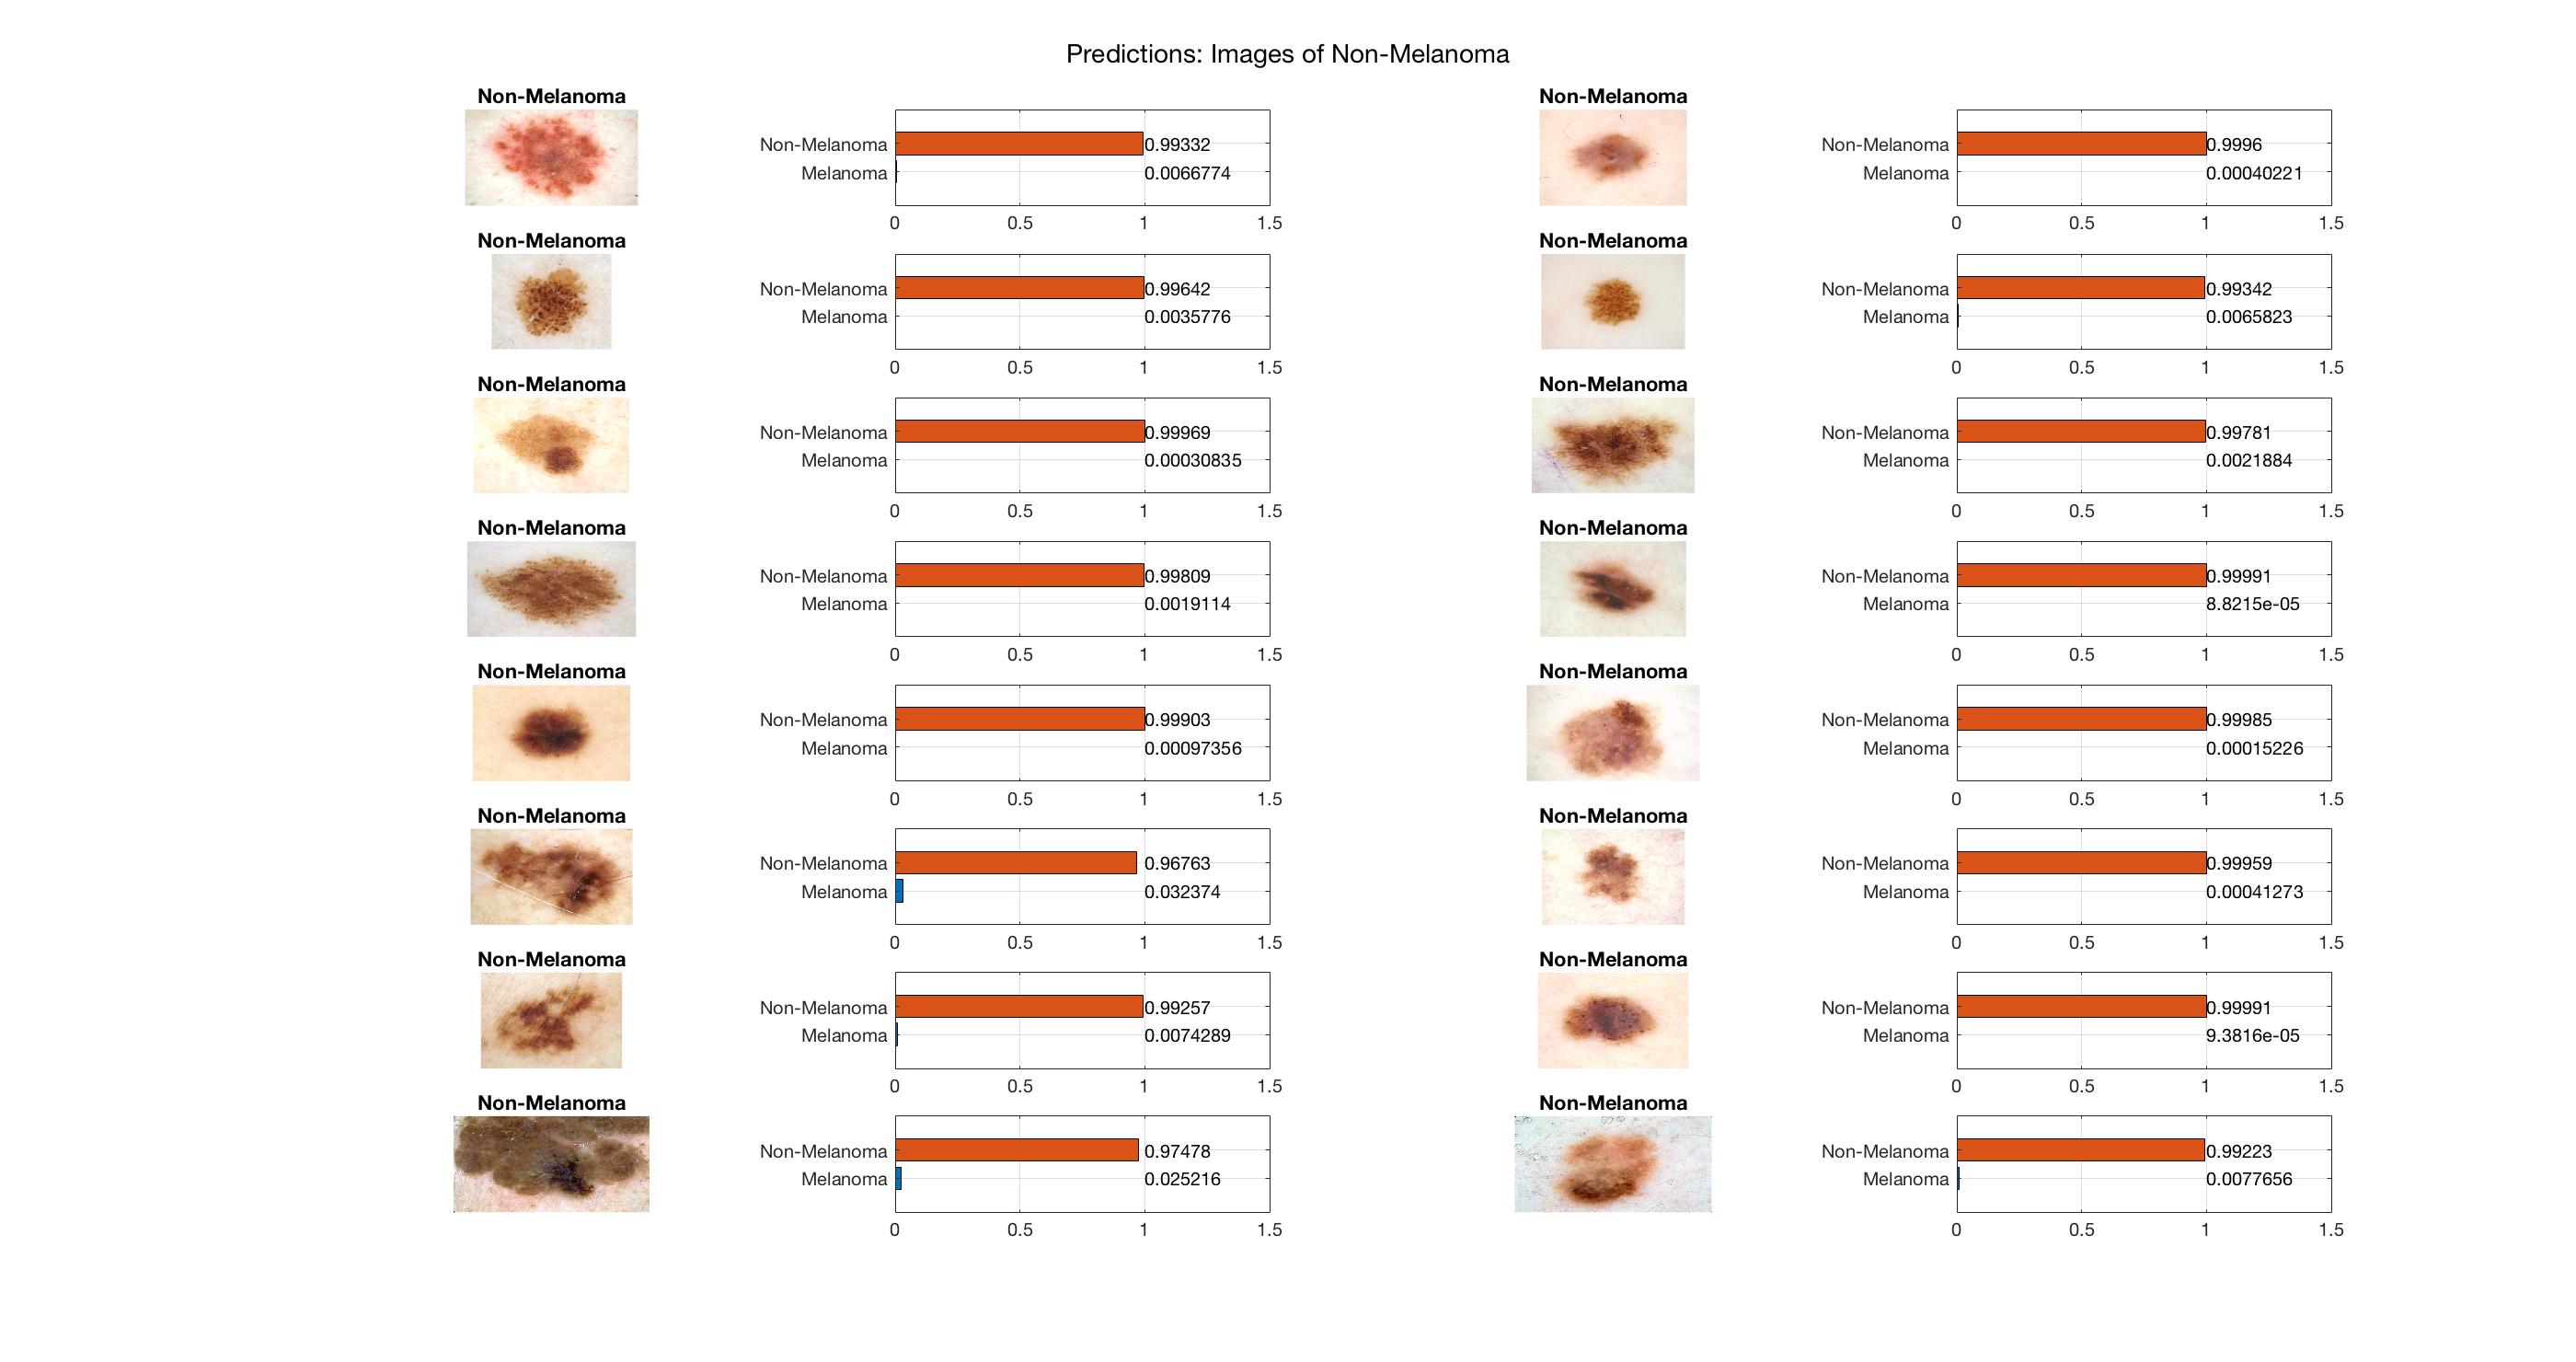 Predictions: Images of Non-Melanoma
Non-Melanoma
Non-Melanoma 0.99332
Melanoma 0.0066774
0 0.5 1 1.5
Non-Melanoma
Non-Melanoma 0.9996
Melanoma 0.00040221
0 0.5 1 1.5
Non-Melanoma
Non-Melanoma 0.99642
Melanoma 0.0035776
0 0.5 1 1.5
Non-Melanoma
Non-Melanoma 0.99342
Melanoma 0.0065823
0 0.5 1 1.5
Non-Melanoma
Non-Melanoma 0.99969
Melanoma 0.00030835
0 0.5 1 1.5
Non-Melanoma
Non-Melanoma 0.99781
Melanoma 0.0021884
0 0.5 1 1.5
Non-Melanoma
Non-Melanoma 0.99809
Melanoma 0.0019114
0 0.5 1 1.5
Non-Melanoma
Non-Melanoma 0.99991
Melanoma 8.8215e-05
0 0.5 1 1.5
Non-Melanoma
Non-Melanoma 0.99903
Melanoma 0.00097356
0 0.5 1 1.5
Non-Melanoma
Non-Melanoma 0.99985
Melanoma 0.00015226
0 0.5 1 1.5
Non-Melanoma
Non-Melanoma 0.96763
Melanoma 0.032374
0 0.5 1 1.5
Non-Melanoma
Non-Melanoma 0.99959
Melanoma 0.00041273
0 0.5 1 1.5
Non-Melanoma
Non-Melanoma 0.99257
Melanoma 0.0074289
0 0.5 1 1.5
Non-Melanoma
Non-Melanoma 0.99991
Melanoma 9.3816e-05
0 0.5 1 1.5
Non-Melanoma
Non-Melanoma 0.97478
Melanoma 0.025216
0 0.5 1 1.5
Non-Melanoma
Non-Melanoma 0.99223
Melanoma 0.0077656
0 0.5 1 1.5